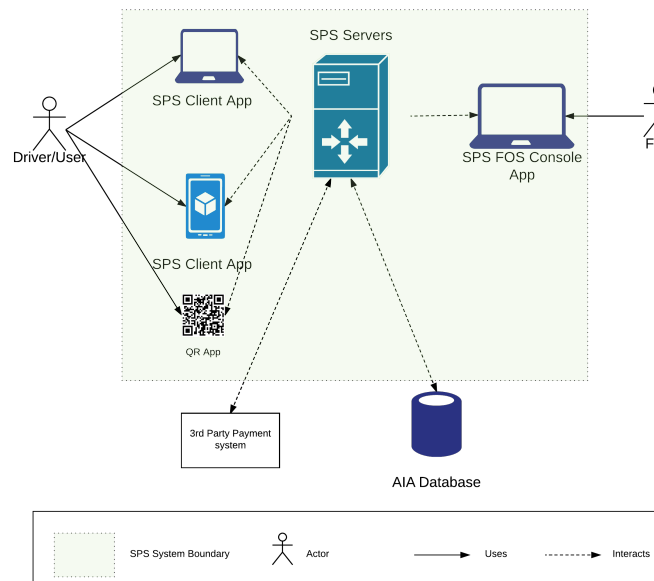 SPS Servers
SPS Client App
Driver/User
SPS FOS Console
App
SPS Client App
QR App
3rd Party Payment
system
AIA Database
SPS System Boundary
Actor
Uses
Interacts